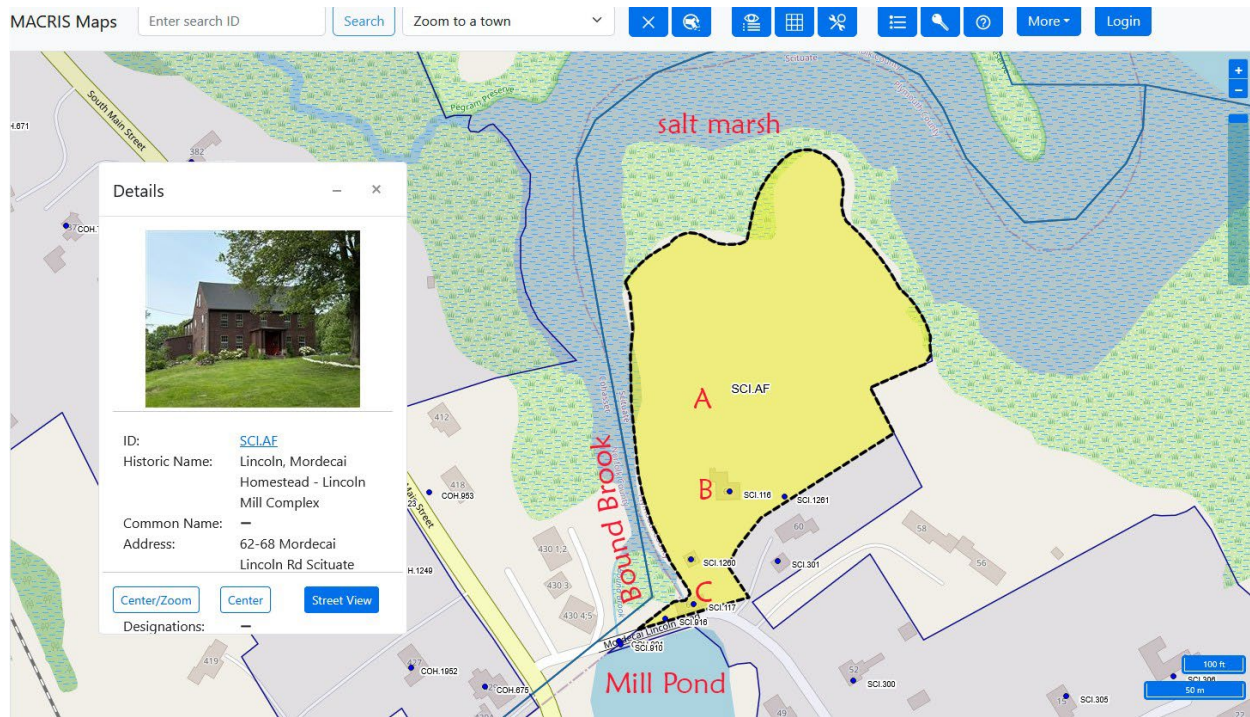 MACRIS Maps
Enter search ID
Search
Zoom to a town
More
Login
Scituate
Pegram Preserve
salt marsh
South Main Street
382
Details
COH.
SCI.AF
A
ID: SCI.AF
Historic Name: Lincoln, Mordecai
Homestead - Lincoln
Mill Complex
Common Name: —
Address: 62-68 Mordecai
Lincoln Rd Scituate
Center/Zoom
Center
Street View
Designations: —
412
418
COH.953
Scituate
Bound Brook
B
SCI.116
SCI.1261
60
58
56
430 1;2
SCI.1260
SCI.301
H.1249
430 3
C
SCI.117
430 4;5
SCI.916
Mordecai Lincoln
SCI.910
419
COH.1952
COH.675
Mill Pond
52
SCI.300
49
SCI.305
SCI.306
100 ft
50 m